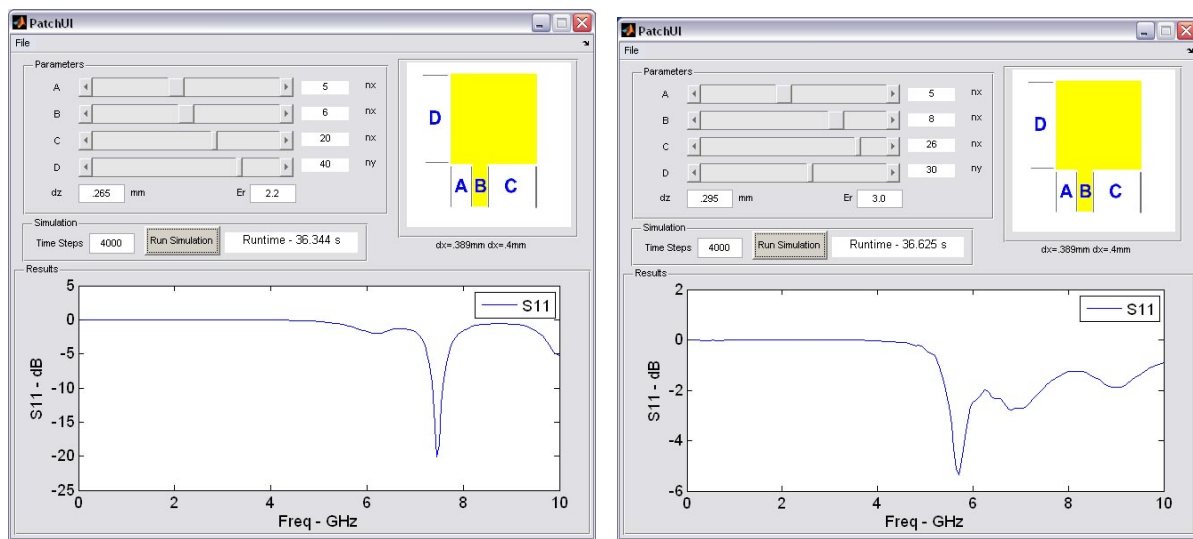 PatchUI
File
Parameters
A 5 nx
B 6 nx
C 20 nx
D 40 ny
dz .265 mm Er 2.2
D
A B C
dx=.389mm dx=.4mm
Simulation
Time Steps 4000 Run Simulation Runtime - 36.344 s
Results
S11
5
0
-5
-10
-15
-20
-25
S11 - dB
0 2 4 6 8 10
Freq - GHz
PatchUI
File
Parameters
A 5 nx
B 8 nx
C 26 nx
D 30 ny
dz .295 mm Er 3.0
D
A B C
dx=.389mm dx=.4mm
Simulation
Time Steps 4000 Run Simulation Runtime - 36.625 s
Results
S11
2
0
-2
-4
-6
S11 - dB
0 2 4 6 8 10
Freq - GHz